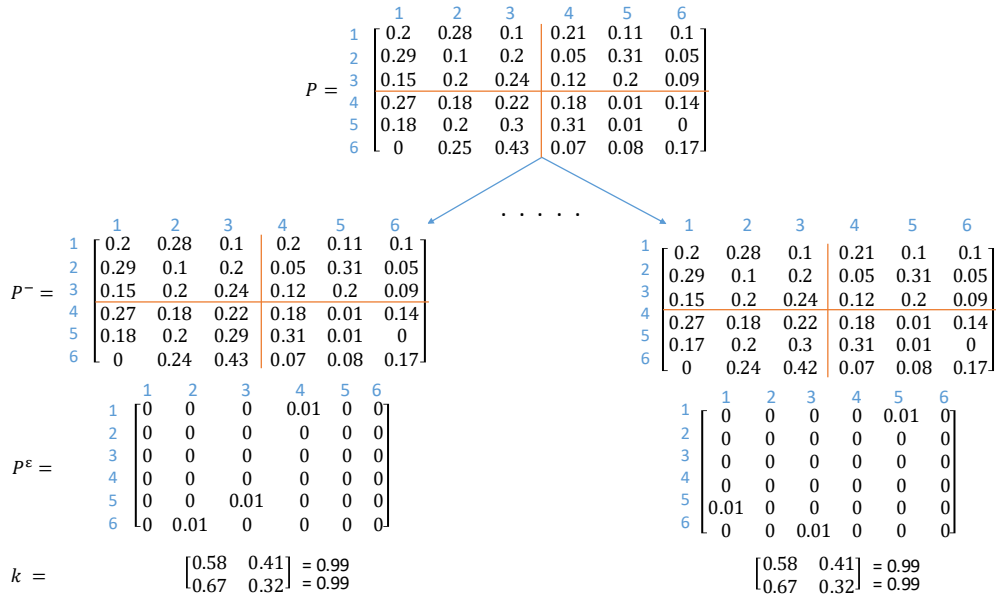 1 2 3 4 5 6
1 0.2 0.28 0.1 0.21 0.11 0.1
2 0.29 0.1 0.2 0.05 0.31 0.05
P = 3 0.15 0.2 0.24 0.12 0.2 0.09
4 0.27 0.18 0.22 0.18 0.01 0.14
5 0.18 0.2 0.3 0.31 0.01 0
6 0 0.25 0.43 0.07 0.08 0.17
. . . . .
1 2 3 4 5 6
1 0.2 0.28 0.1 0.2 0.11 0.1
2 0.29 0.1 0.2 0.05 0.31 0.05
P⁻ = 3 0.15 0.2 0.24 0.12 0.2 0.09
4 0.27 0.18 0.22 0.18 0.01 0.14
5 0.18 0.2 0.29 0.31 0.01 0
6 0 0.24 0.43 0.07 0.08 0.17
1 2 3 4 5 6
1 0.2 0.28 0.1 0.21 0.1 0.1
2 0.29 0.1 0.2 0.05 0.31 0.05
3 0.15 0.2 0.24 0.12 0.2 0.09
4 0.27 0.18 0.22 0.18 0.01 0.14
5 0.17 0.2 0.3 0.31 0.01 0
6 0 0.24 0.42 0.07 0.08 0.17
1 2 3 4 5 6
1 0 0 0 0.01 0 0
2 0 0 0 0 0 0
3 0 0 0 0 0 0
Pᵋ = 4 0 0 0 0 0 0
5 0 0 0.01 0 0 0
6 0 0.01 0 0 0 0
1 2 3 4 5 6
1 0 0 0 0 0.01 0
2 0 0 0 0 0 0
3 0 0 0 0 0 0
4 0 0 0 0 0 0
5 0.01 0 0 0 0 0
6 0 0 0.01 0 0 0
k = 0.58 0.41 = 0.99
0.67 0.32 = 0.99
0.58 0.41 = 0.99
0.67 0.32 = 0.99